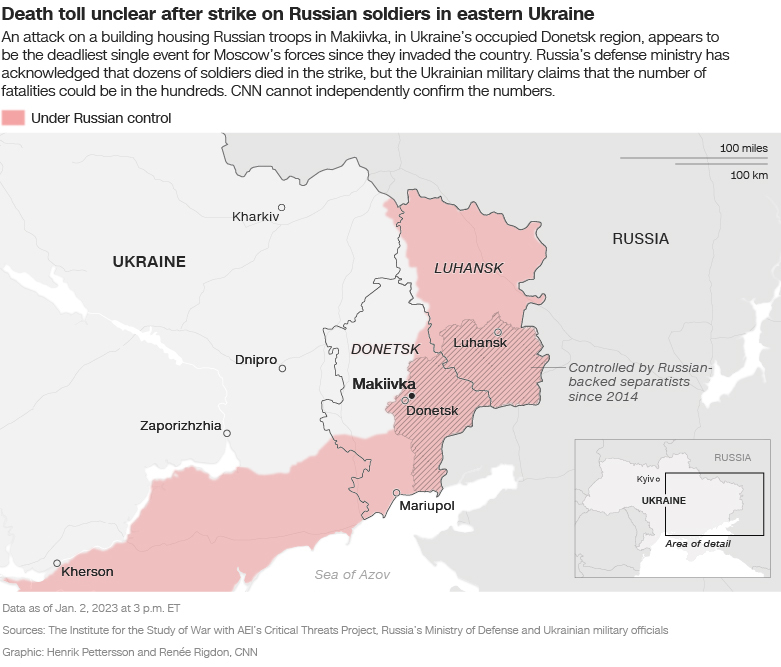 Death toll unclear after strike on Russian soldiers in eastern Ukraine
An attack on a building housing Russian troops in Makiivka, in Ukraine's occupied Donetsk region, appears to
be the deadliest single event for Moscow's forces since they invaded the country. Russia's defense ministry has
acknowledged that dozens of soldiers died in the strike, but the Ukrainian military claims that the number of
fatalities could be in the hundreds. CNN cannot independently confirm the numbers.
Under Russian control
100 miles
100 km
Kharkiv
RUSSIA
UKRAINE
LUHANSK
Luhansk
DONETSK
Dnipro
Controlled by Russian-
backed separatists
since 2014
Makiivka
Donetsk
Zaporizhzhia
RUSSIA
Kyiv
UKRAINE
Mariupol
Area of detail
Kherson
Sea of Azov
Data as of Jan. 2, 2023 at 3 p.m. ET
Sources: The Institute for the Study of War with AEI's Critical Threats Project, Russia's Ministry of Defense and Ukrainian military officials
Graphic: Henrik Pettersson and Renée Rigdon, CNN